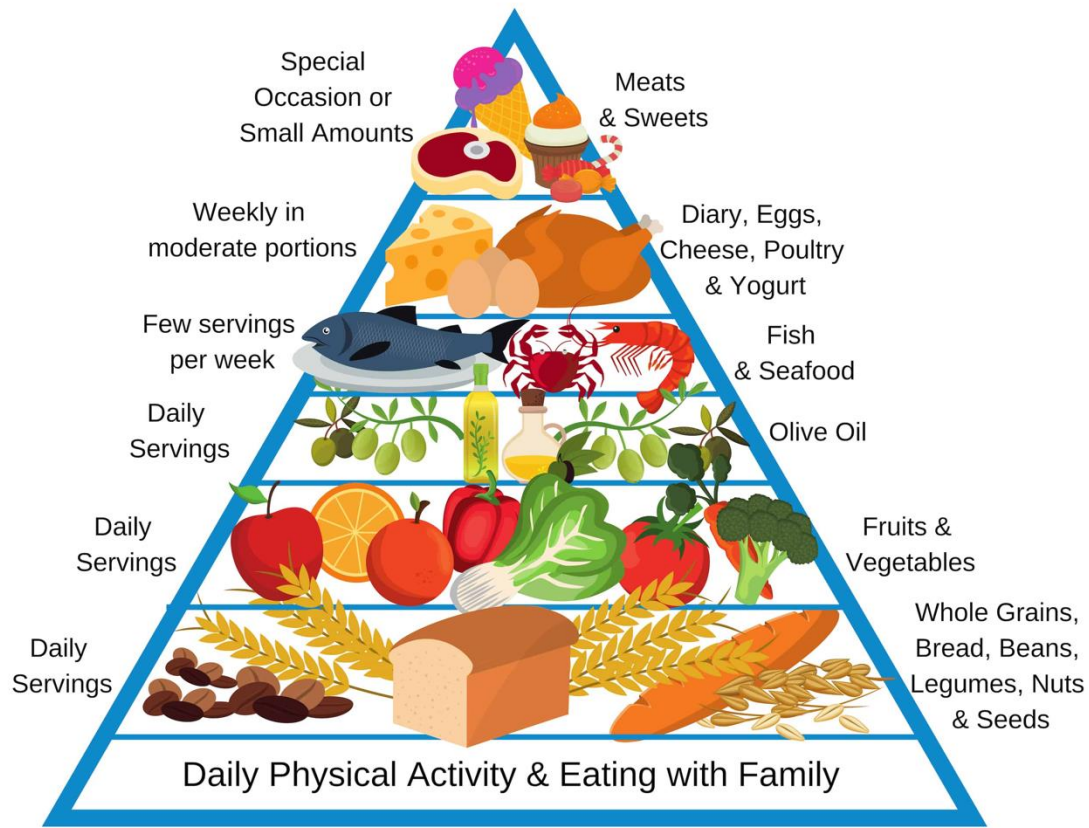 Special
Occasion or
Small Amounts
Meats
& Sweets
Weekly in
moderate portions
Diary, Eggs,
Cheese, Poultry
& Yogurt
Few servings
per week
Fish
& Seafood
Daily
Servings
Olive Oil
Daily
Servings
Fruits &
Vegetables
Daily
Servings
Whole Grains,
Bread, Beans,
Legumes, Nuts
& Seeds
Daily Physical Activity & Eating with Family